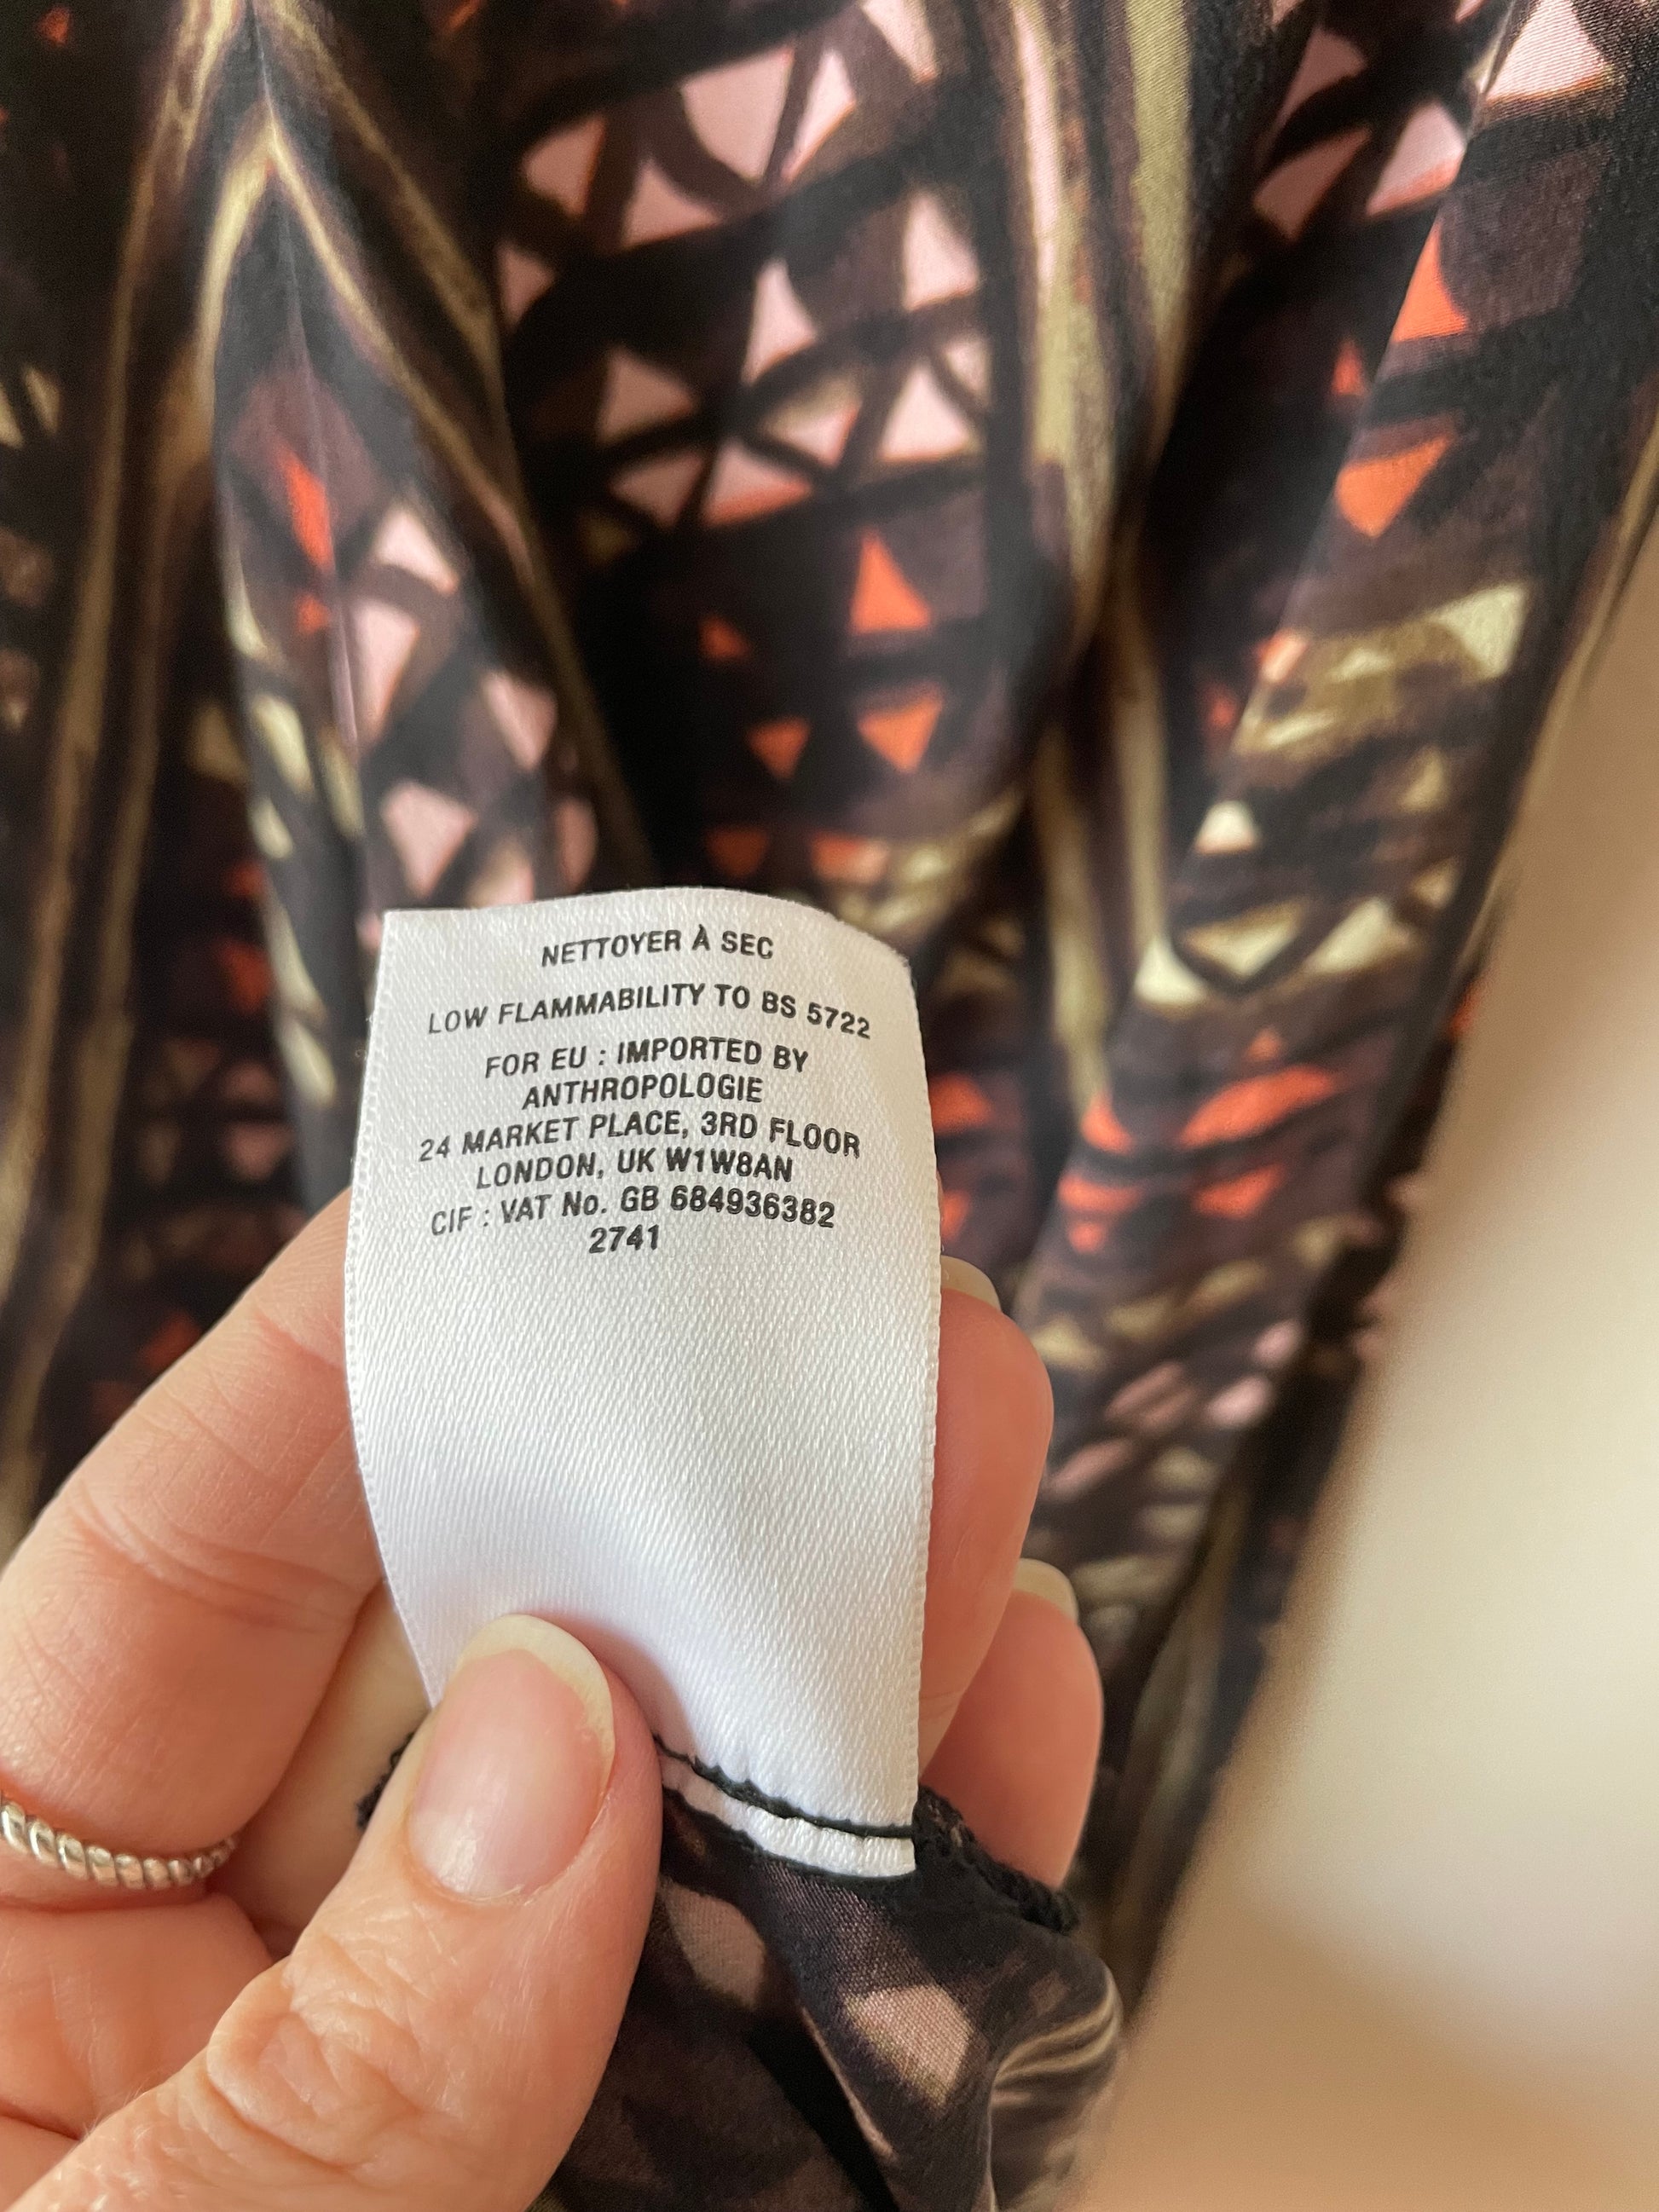 NETTOYER À SEC
LOW FLAMMABILITY TO BS 5722
FOR EU : IMPORTED BY
ANTHROPOLOGIE
24 MARKET PLACE, 3RD FLOOR
LONDON, UK W1W8AN
CIF : VAT No. GB 684936382
2741